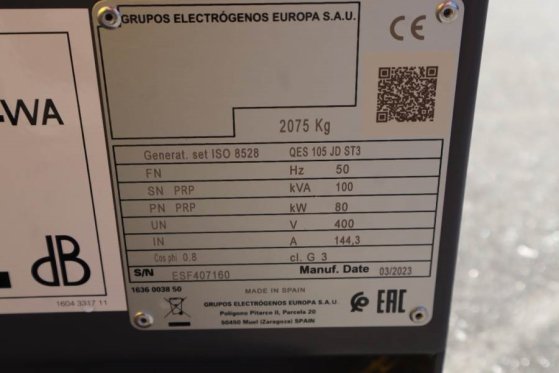 GRUPOS ELECTRÓGENOS EUROPA S.A.U.
CE
WA
2075 Kg
Generat. set ISO 8528 QES 105 JD ST3
FN Hz 50
SN PRP kVA 100
PN PRP kW 80
UN V 400
IN A 144,3
Cos phi 0,8 cl. G 3
S/N ESF407160 Manuf. Date 03/2023
dB
1636 0038 50 MADE IN SPAIN
GRUPOS ELECTRÓGENOS EUROPA S.A.U.
Polígono Pitarco II, Parcela 20
50450 Muel (Zaragoza) SPAIN
EAC
1604 3317 11